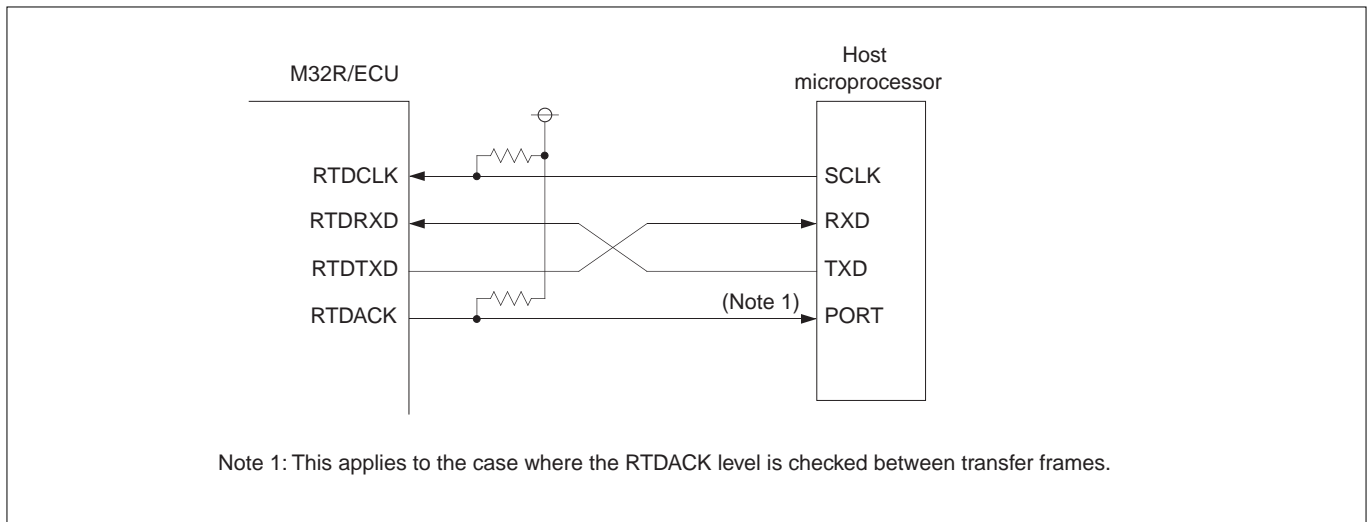 Host
microprocessor
M32R/ECU
RTDCLK
SCLK
RTDRXD
RXD
RTDTXD
TXD
RTDACK
(Note 1)
PORT
Note 1: This applies to the case where the RTDACK level is checked between transfer frames.